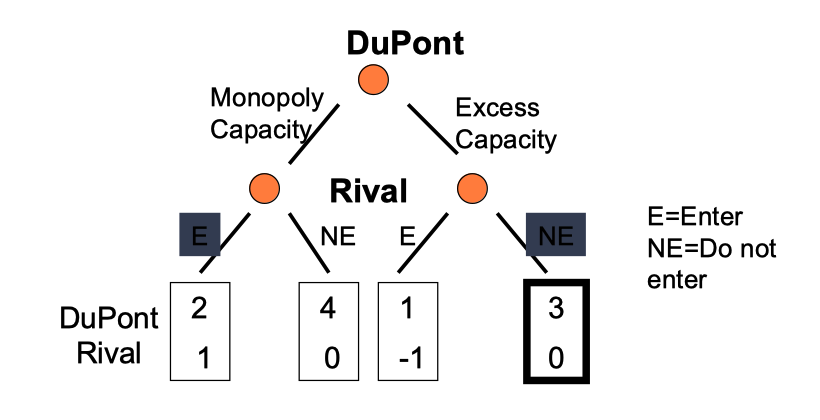 DuPont
Monopoly
Capacity
Excess
Capacity
Rival
E=Enter
NE=Do not
enter
E NE E NE
DuPont 2 4 1 3
Rival 1 0 -1 0